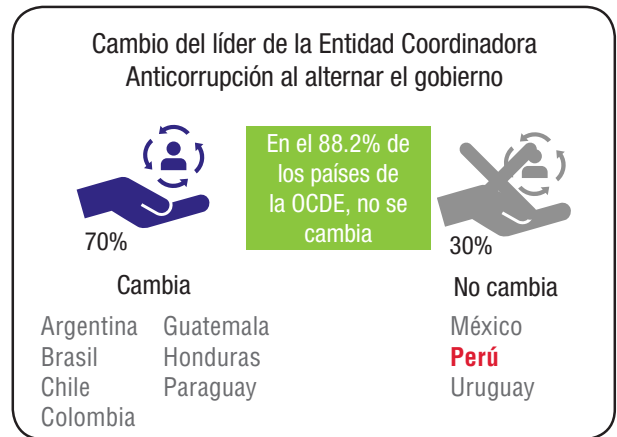 Cambio del líder de la Entidad Coordinadora
Anticorrupción al alternar el gobierno
En el 88.2% de
los países de
la OCDE, no se
cambia
70%
30%
Cambia
No cambia
Argentina
Brasil
Chile
Colombia
Guatemala
Honduras
Paraguay
México
Perú
Uruguay